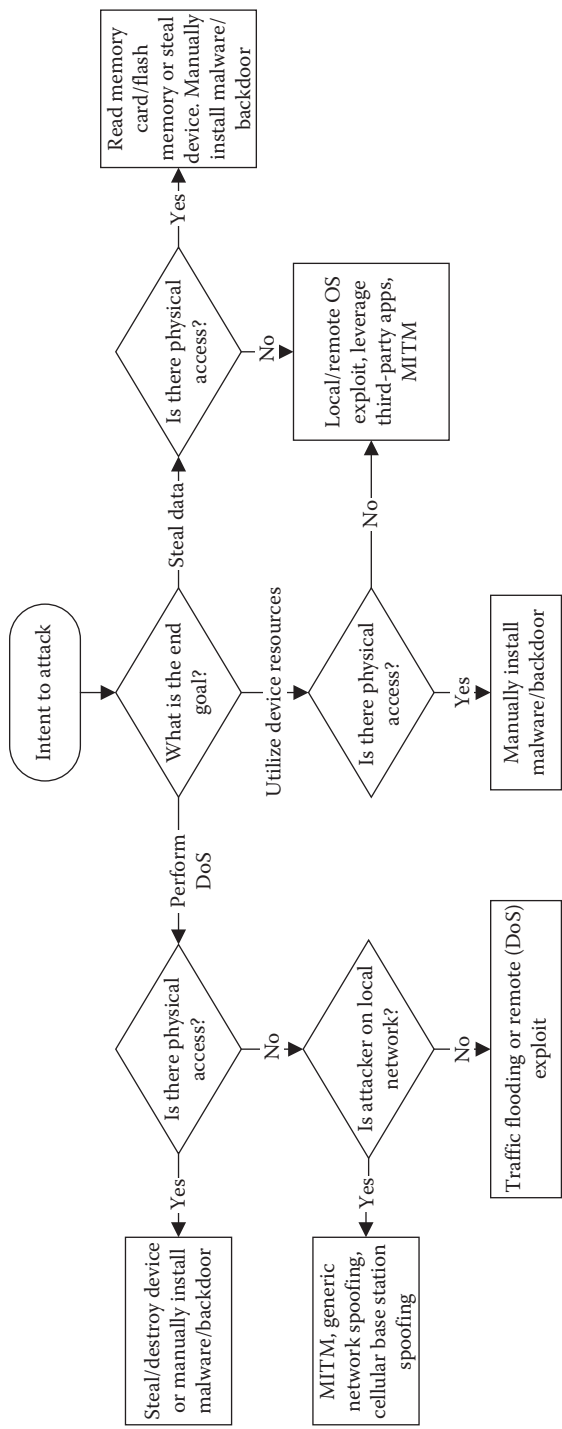 Intent to attack
What is the end
goal?
Perform
DoS
Utilize device resources
Steal data
Is there physical
access?
Yes
Steal/destroy device
or manually install
malware/backdoor
No
Is attacker on local
network?
Yes
MITM, generic
network spoofing,
cellular base station
spoofing
No
Traffic flooding or remote (DoS)
exploit
Is there physical
access?
Yes
Manually install
malware/backdoor
No
Local/remote OS
exploit, leverage
third-party apps,
MITM
Is there physical
access?
No
Yes
Read memory
card/flash
memory or steal
device. Manually
install malware/
backdoor